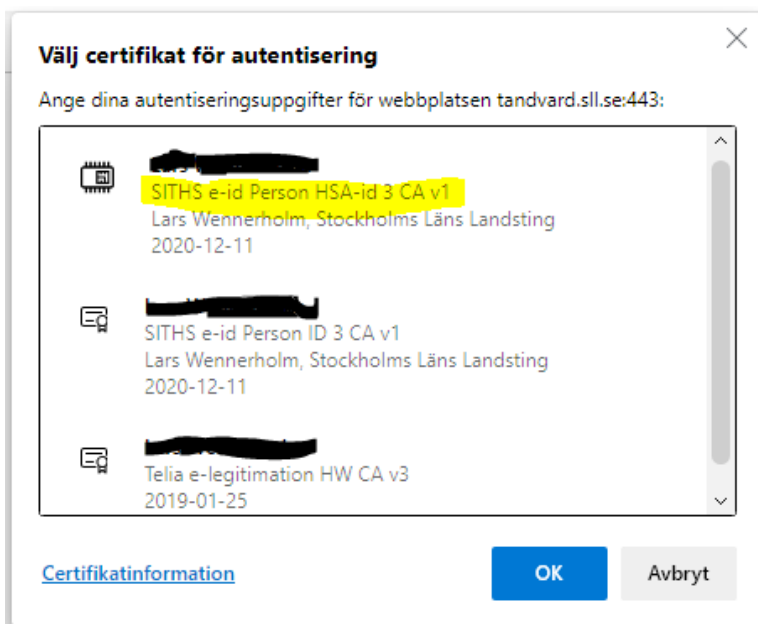 Välj certifikat för autentisering
Ange dina autentiseringsuppgifter för webbplatsen tandvard.sll.se:443:
SITHS e-id Person HSA-id 3 CA v1
Lars Wennerholm, Stockholms Läns Landsting
2020-12-11
SITHS e-id Person ID 3 CA v1
Lars Wennerholm, Stockholms Läns Landsting
2020-12-11
Telia e-legitimation HW CA v3
2019-01-25
Certifikatinformation
OK
Avbryt